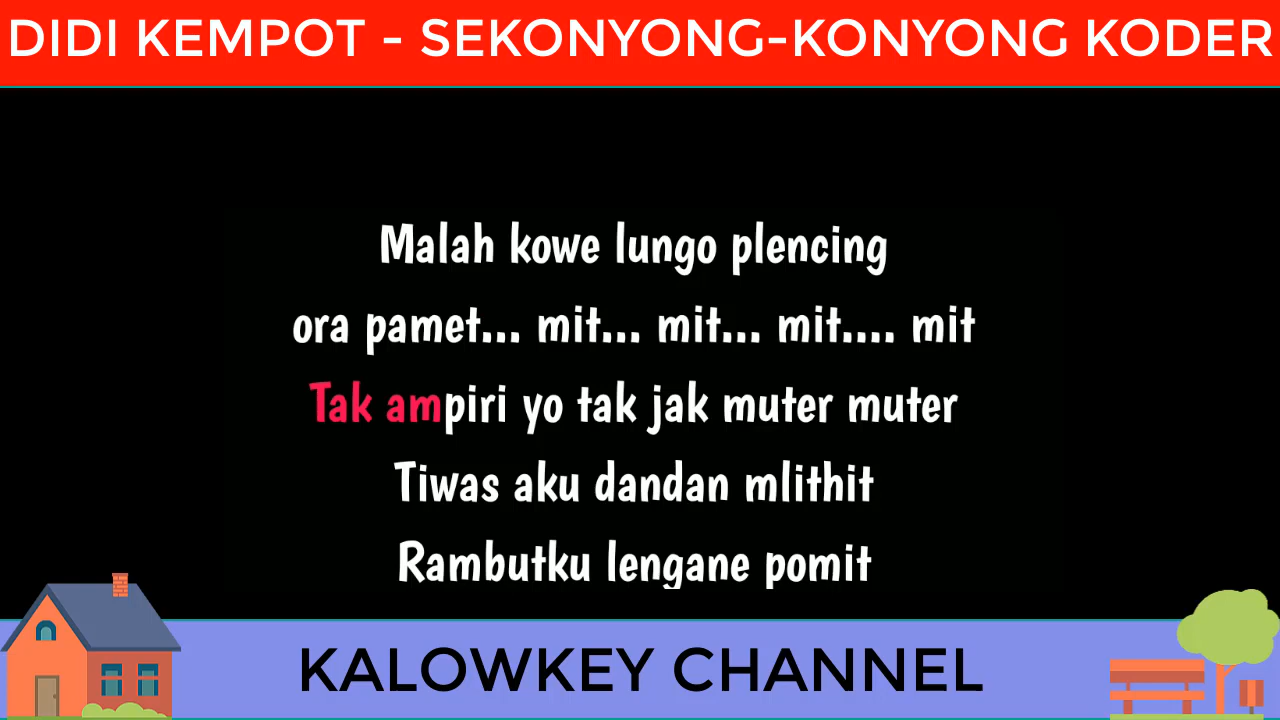 DIDI KEMPOT - SEKONYONG-KONYONG KODER
Malah kowe lungo plencing
ora pamet... mit... mit... mit.... mit
Tak ampiri yo tak jak muter muter
Tiwas aku dandan mlithit
Rambutku lengane pomit
KALOWKEY CHANNEL